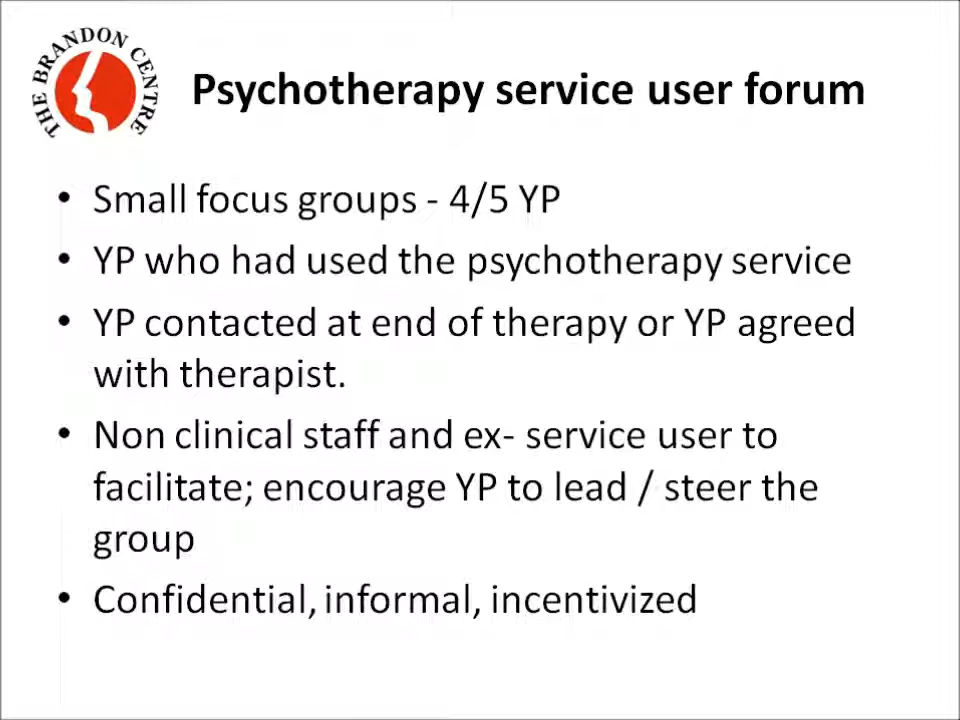 THE BRANDON CENTRE
Psychotherapy service user forum
• Small focus groups - 4/5 YP
• YP who had used the psychotherapy service
• YP contacted at end of therapy or YP agreed
with therapist.
• Non clinical staff and ex- service user to
facilitate; encourage YP to lead / steer the
group
• Confidential, informal, incentivized